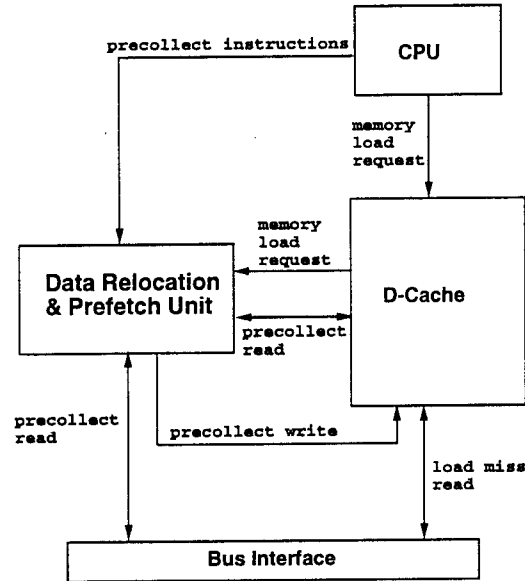 precollect instructions
CPU
memory
load
request
memory
load
request
Data Relocation
& Prefetch Unit
D-Cache
precollect
read
precollect
read
precollect write
load miss
read
Bus Interface